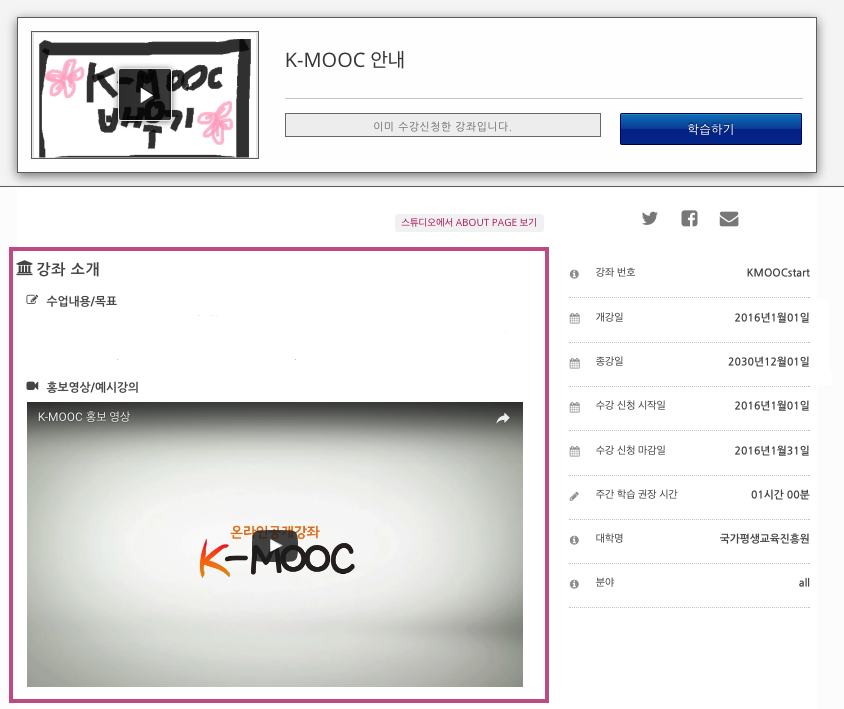 K-MOOC
배우기
K-MOOC 안내
이미 수강신청한 강좌입니다.
학습하기
스튜디오에서 ABOUT PAGE 보기
강좌 소개
수업내용/목표
홍보영상/예시강의
K-MOOC 홍보 영상
온라인공개강좌
K-MOOC
강좌 번호 KMOOCstart
개강일 2016년1월01일
종강일 2030년12월01일
수강 신청 시작일 2016년1월01일
수강 신청 마감일 2016년1월31일
주간 학습 권장 시간 01시간 00분
대학명 국가평생교육진흥원
분야 all